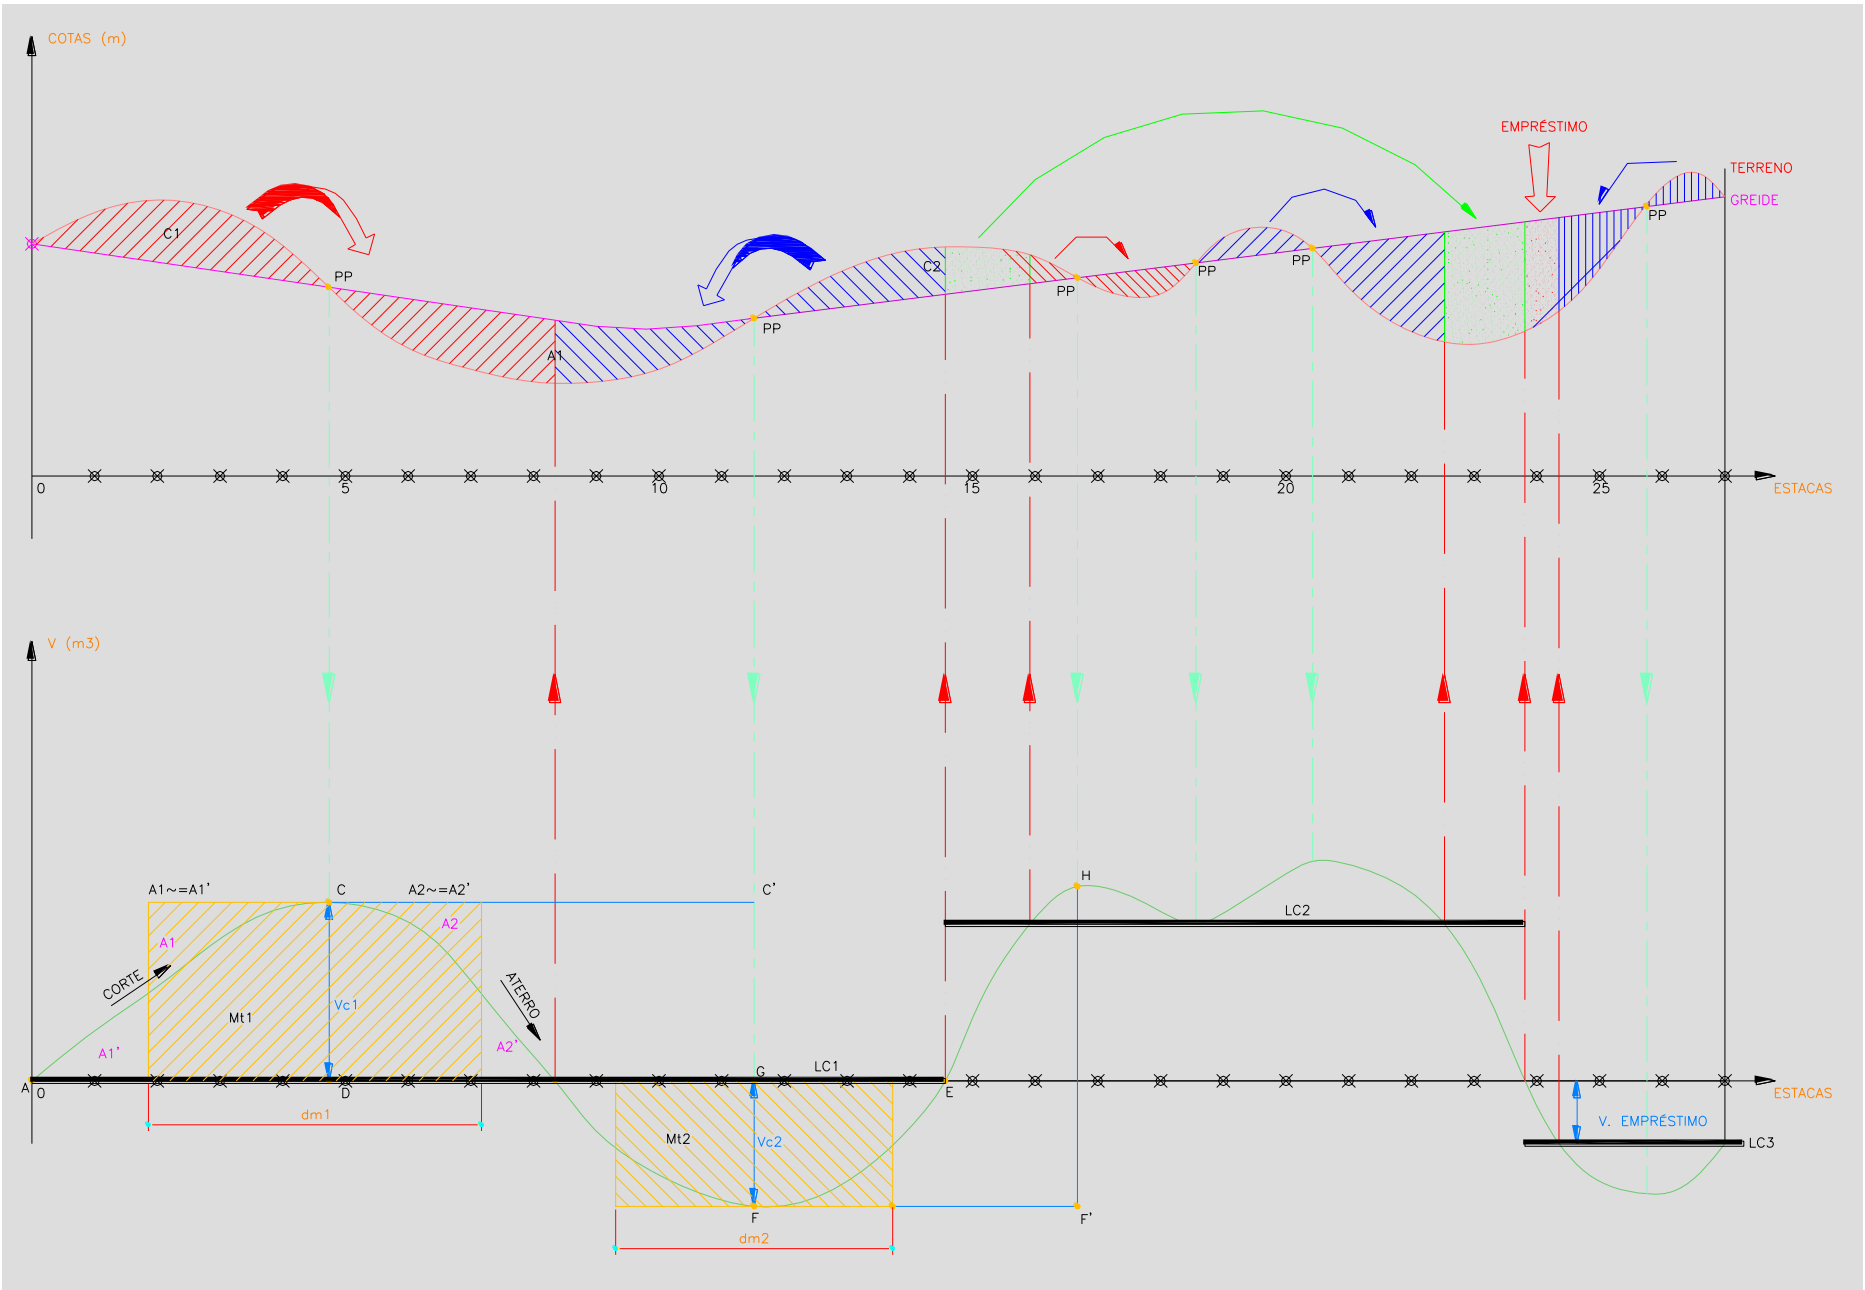 COTAS (m)
EMPRÉSTIMO
TERRENO
GREIDE
C1
PP
PP
C2
PP
PP
PP
PP
A1
0
5
10
15
20
25
ESTACAS
V (m3)
A1~=A1'
C
A2~=A2'
C'
H
A1
A2
LC2
CORTE
ATERRO
Vc1
Mt1
A1'
A2'
G
LC1
A
0
D
E
ESTACAS
dm1
Mt2
Vc2
V. EMPRÉSTIMO
LC3
F
F'
dm2